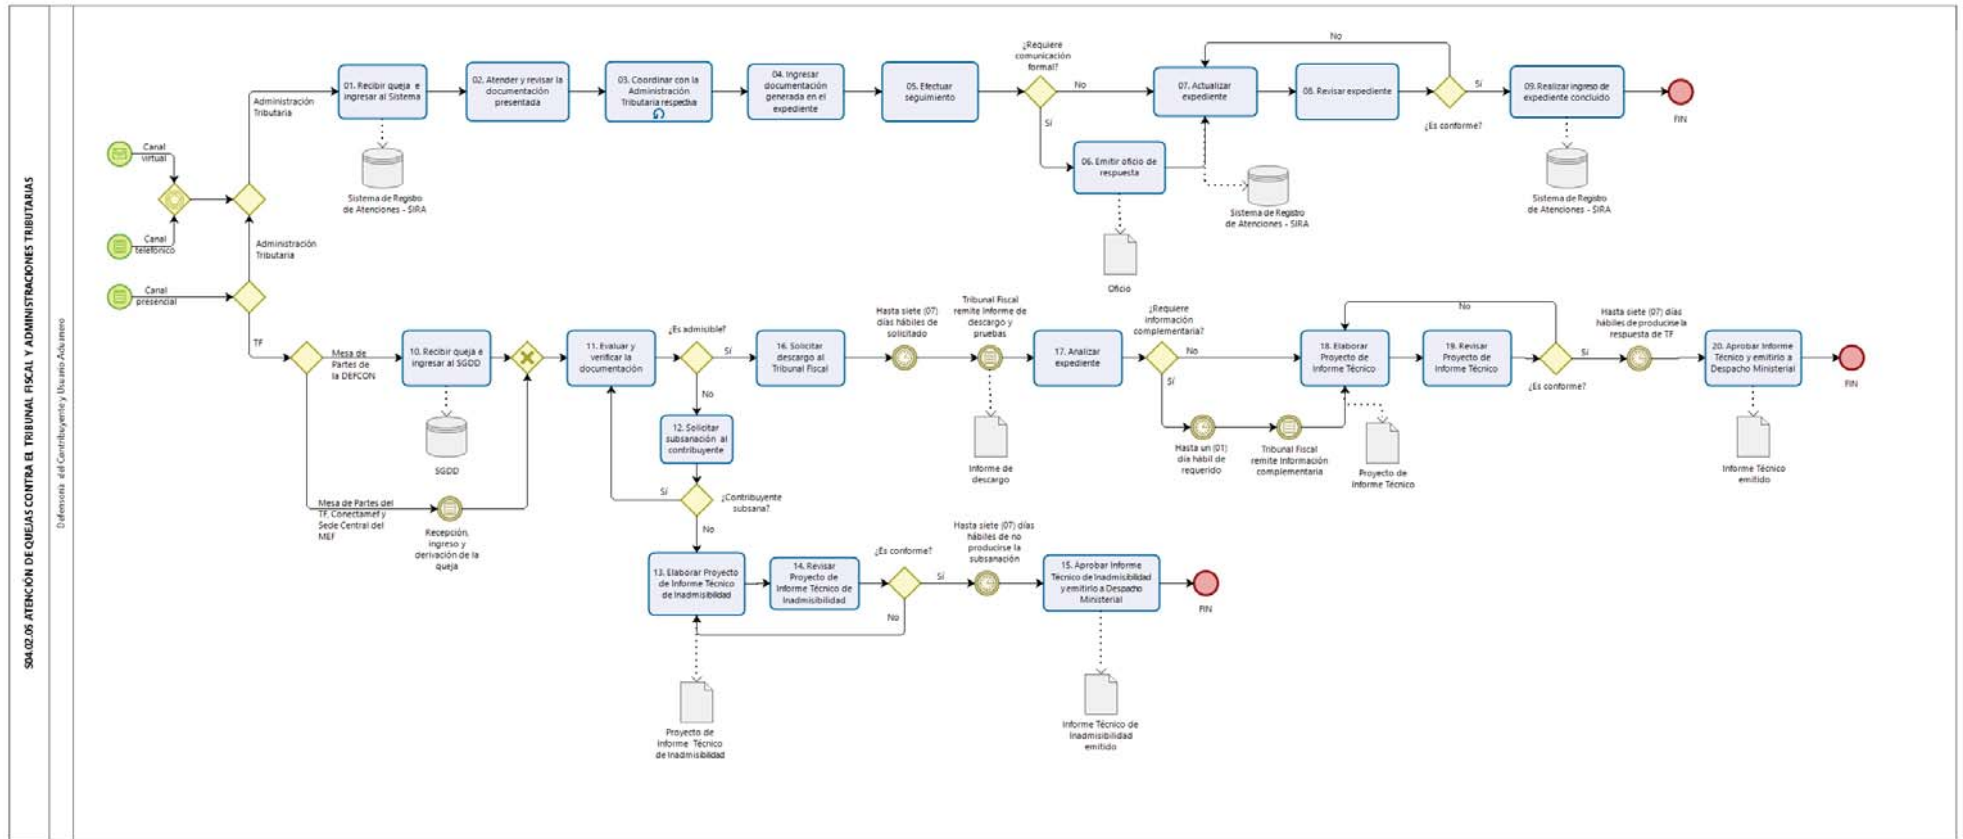 S04.02.05 ATENCIÓN DE QUEJAS CONTRA EL TRIBUNAL FISCAL Y ADMINISTRACIONES TRIBUTARIAS
Defensoría del Contribuyente y Usuario Aduanero
Canal
virtual
Canal
telefónico
Canal
presencial
Administración
Tributaria
Administración
Tributaria
TF
01. Recibir queja e
ingresar al Sistema
Sistema de Registro
de Atenciones - SIRA
02. Atender y revisar la
documentación
presentada
03. Coordinar con la
Administración
Tributaria respectiva
04. Ingresar
documentación
generada en el
expediente
05. Efectuar
seguimiento
¿Requiere
comunicación
formal?
No
Sí
06. Emitir oficio de
respuesta
Oficio
Sistema de Registro
de Atenciones - SIRA
07. Actualizar
expediente
08. Revisar expediente
No
Sí
¿Es conforme?
09. Realizar ingreso de
expediente concluido
Sistema de Registro
de Atenciones - SIRA
FIN
Mesa de
Partes de
la DEFCON
10. Recibir queja e
ingresar al SGDD
SGDD
Mesa de Partes del
TF, Conectamef y
Sede Central del
MEF
Recepción,
ingreso y
derivación de la
queja
11. Evaluar y
verificar la
documentación
¿Es admisible?
Sí
No
12. Solicitar
subsanación al
contribuyente
Sí
¿Contribuyente
subsana?
No
13. Elaborar Proyecto
de Informe Técnico
de Inadmisibilidad
Proyecto de
Informe Técnico
de Inadmisibilidad
14. Revisar
Proyecto de
Informe Técnico de
Inadmisibilidad
¿Es conforme?
Sí
No
Hasta siete (07) días
hábiles de no
producirse la
subsanación
15. Aprobar Informe
Técnico de Inadmisibilidad
y emitirlo a Despacho
Ministerial
Informe Técnico de
Inadmisibilidad
emitido
FIN
16. Solicitar
descargo al
Tribunal Fiscal
Hasta siete (07)
días hábiles de
solicitado
Tribunal Fiscal
remite Informe de
descargo y
pruebas
Informe de
descargo
17. Analizar
expediente
¿Requiere
información
complementaria?
No
Sí
Hasta un (01)
día hábil de
requerido
Tribunal Fiscal
remite Información
complementaria
18. Elaborar
Proyecto de
Informe Técnico
Proyecto de
Informe Técnico
19. Revisar
Proyecto de
Informe Técnico
No
Sí
¿Es conforme?
Hasta siete (07) días
hábiles de producirse la
respuesta de TF
20. Aprobar Informe
Técnico y emitirlo a
Despacho Ministerial
Informe Técnico
emitido
FIN